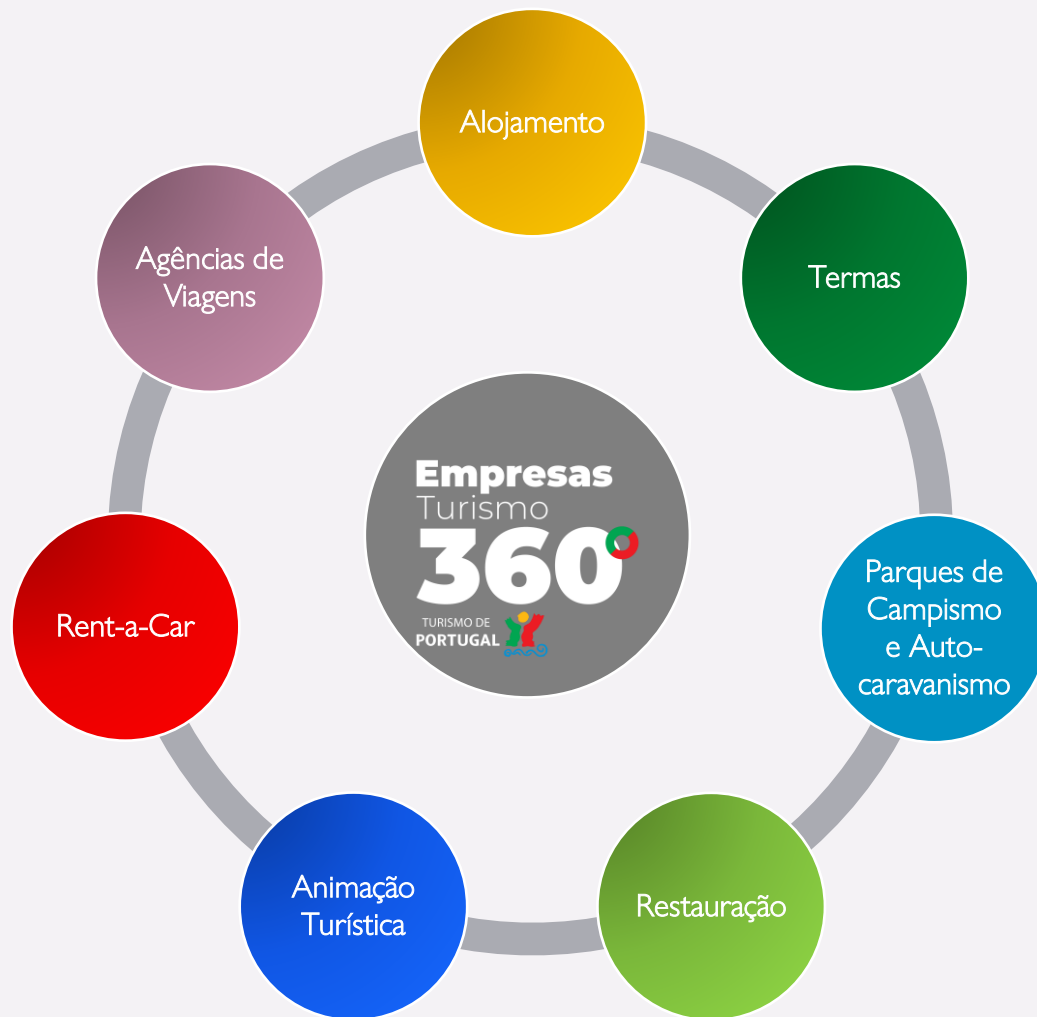 Alojamento
Termas
Parques de
Campismo
e Auto-
caravanismo
Restauração
Animação
Turística
Rent-a-Car
Agências de
Viagens
Empresas
Turismo
360°
TURISMO DE
PORTUGAL